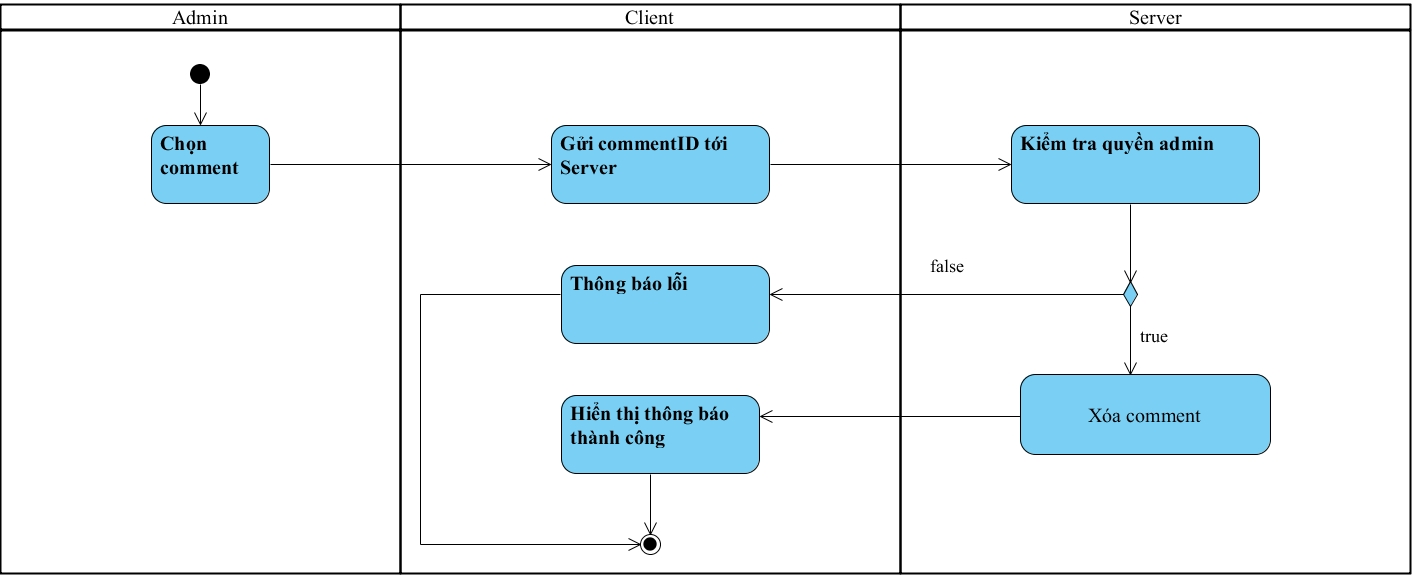 Admin
Client
Server
Chọn
comment
Gửi commentID tới
Server
Kiểm tra quyền admin
false
Thông báo lỗi
true
Hiển thị thông báo
thành công
Xóa comment